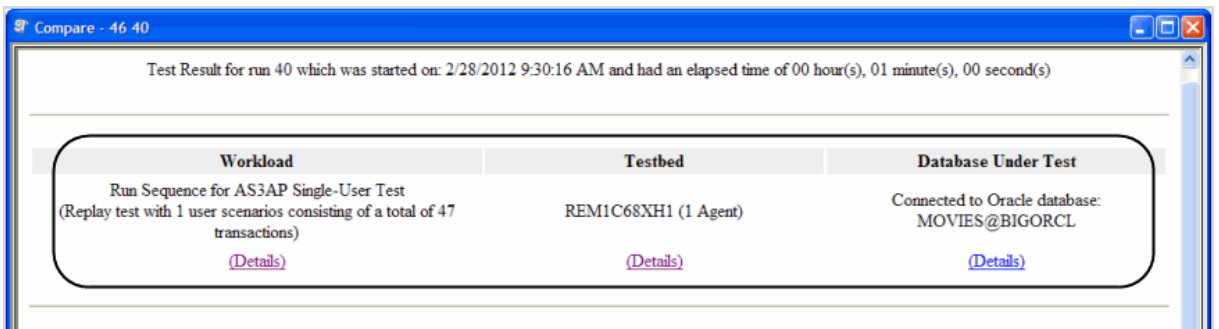 Compare - 46 40
Test Result for run 40 which was started on: 2/28/2012 9:30:16 AM and had an elapsed time of 00 hour(s), 01 minute(s), 00 second(s)
Workload Testbed Database Under Test
Run Sequence for AS3AP Single-User Test
(Replay test with 1 user scenarios consisting of a total of 47
transactions)
REM1C68XH1 (1 Agent)
Connected to Oracle database:
MOVIES@BIGORCL
(Details) (Details) (Details)